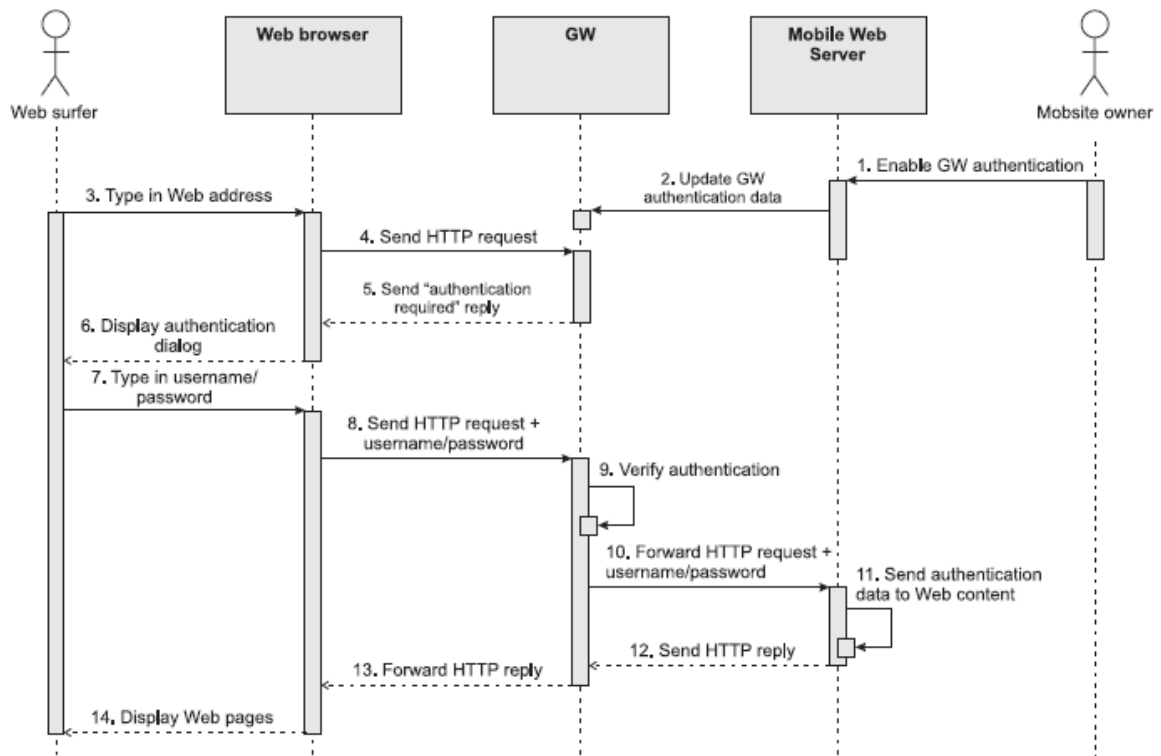 Web surfer
Web browser
GW
Mobile Web
Server
Mobsite owner
1. Enable GW authentication
2. Update GW
authentication data
3. Type in Web address
4. Send HTTP request
5. Send "authentication
required" reply
6. Display authentication
dialog
7. Type in username/
password
8. Send HTTP request +
username/password
9. Verify authentication
10. Forward HTTP request +
username/password
11. Send authentication
data to Web content
12. Send HTTP reply
13. Forward HTTP reply
14. Display Web pages